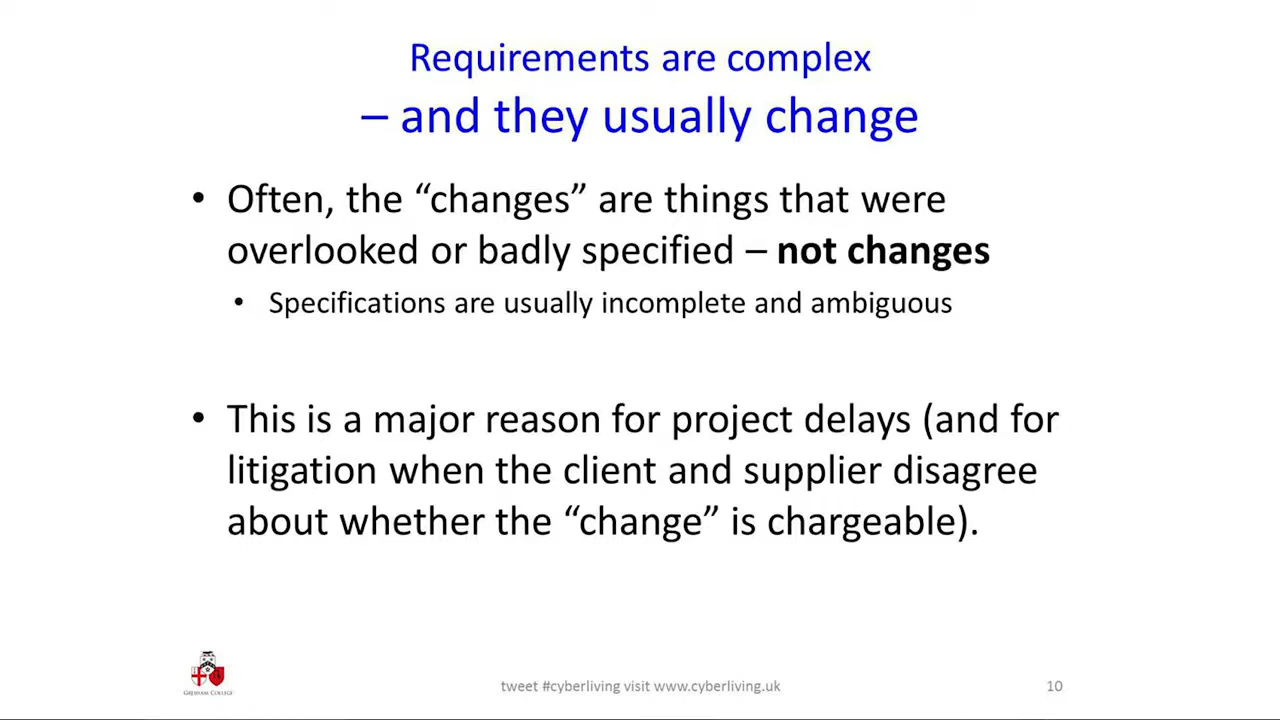 Requirements are complex
– and they usually change
• Often, the “changes” are things that were
overlooked or badly specified – not changes
• Specifications are usually incomplete and ambiguous
• This is a major reason for project delays (and for
litigation when the client and supplier disagree
about whether the “change” is chargeable).
GRESHAM COLLEGE
tweet #cyberliving visit www.cyberliving.uk
10